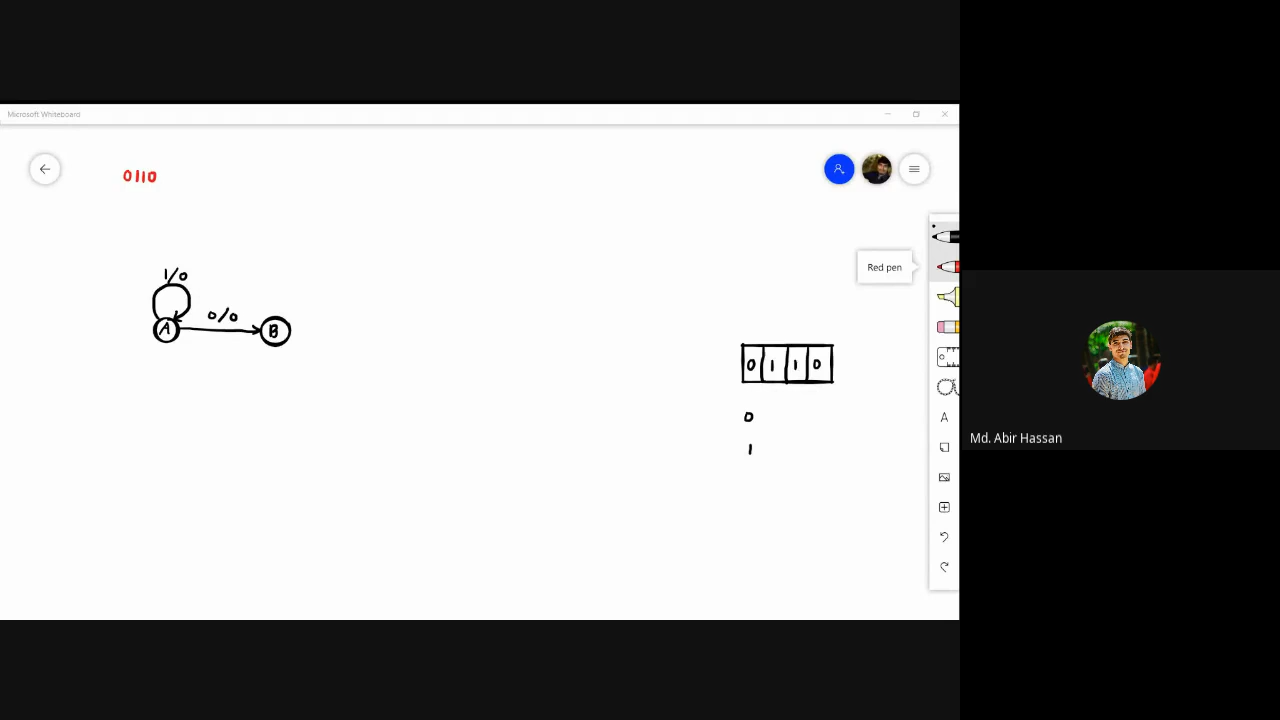 Microsoft Whiteboard
0110
1/0
Red pen
0/0
A
B
0 1 1 0
0
1
A
Md. Abir Hassan